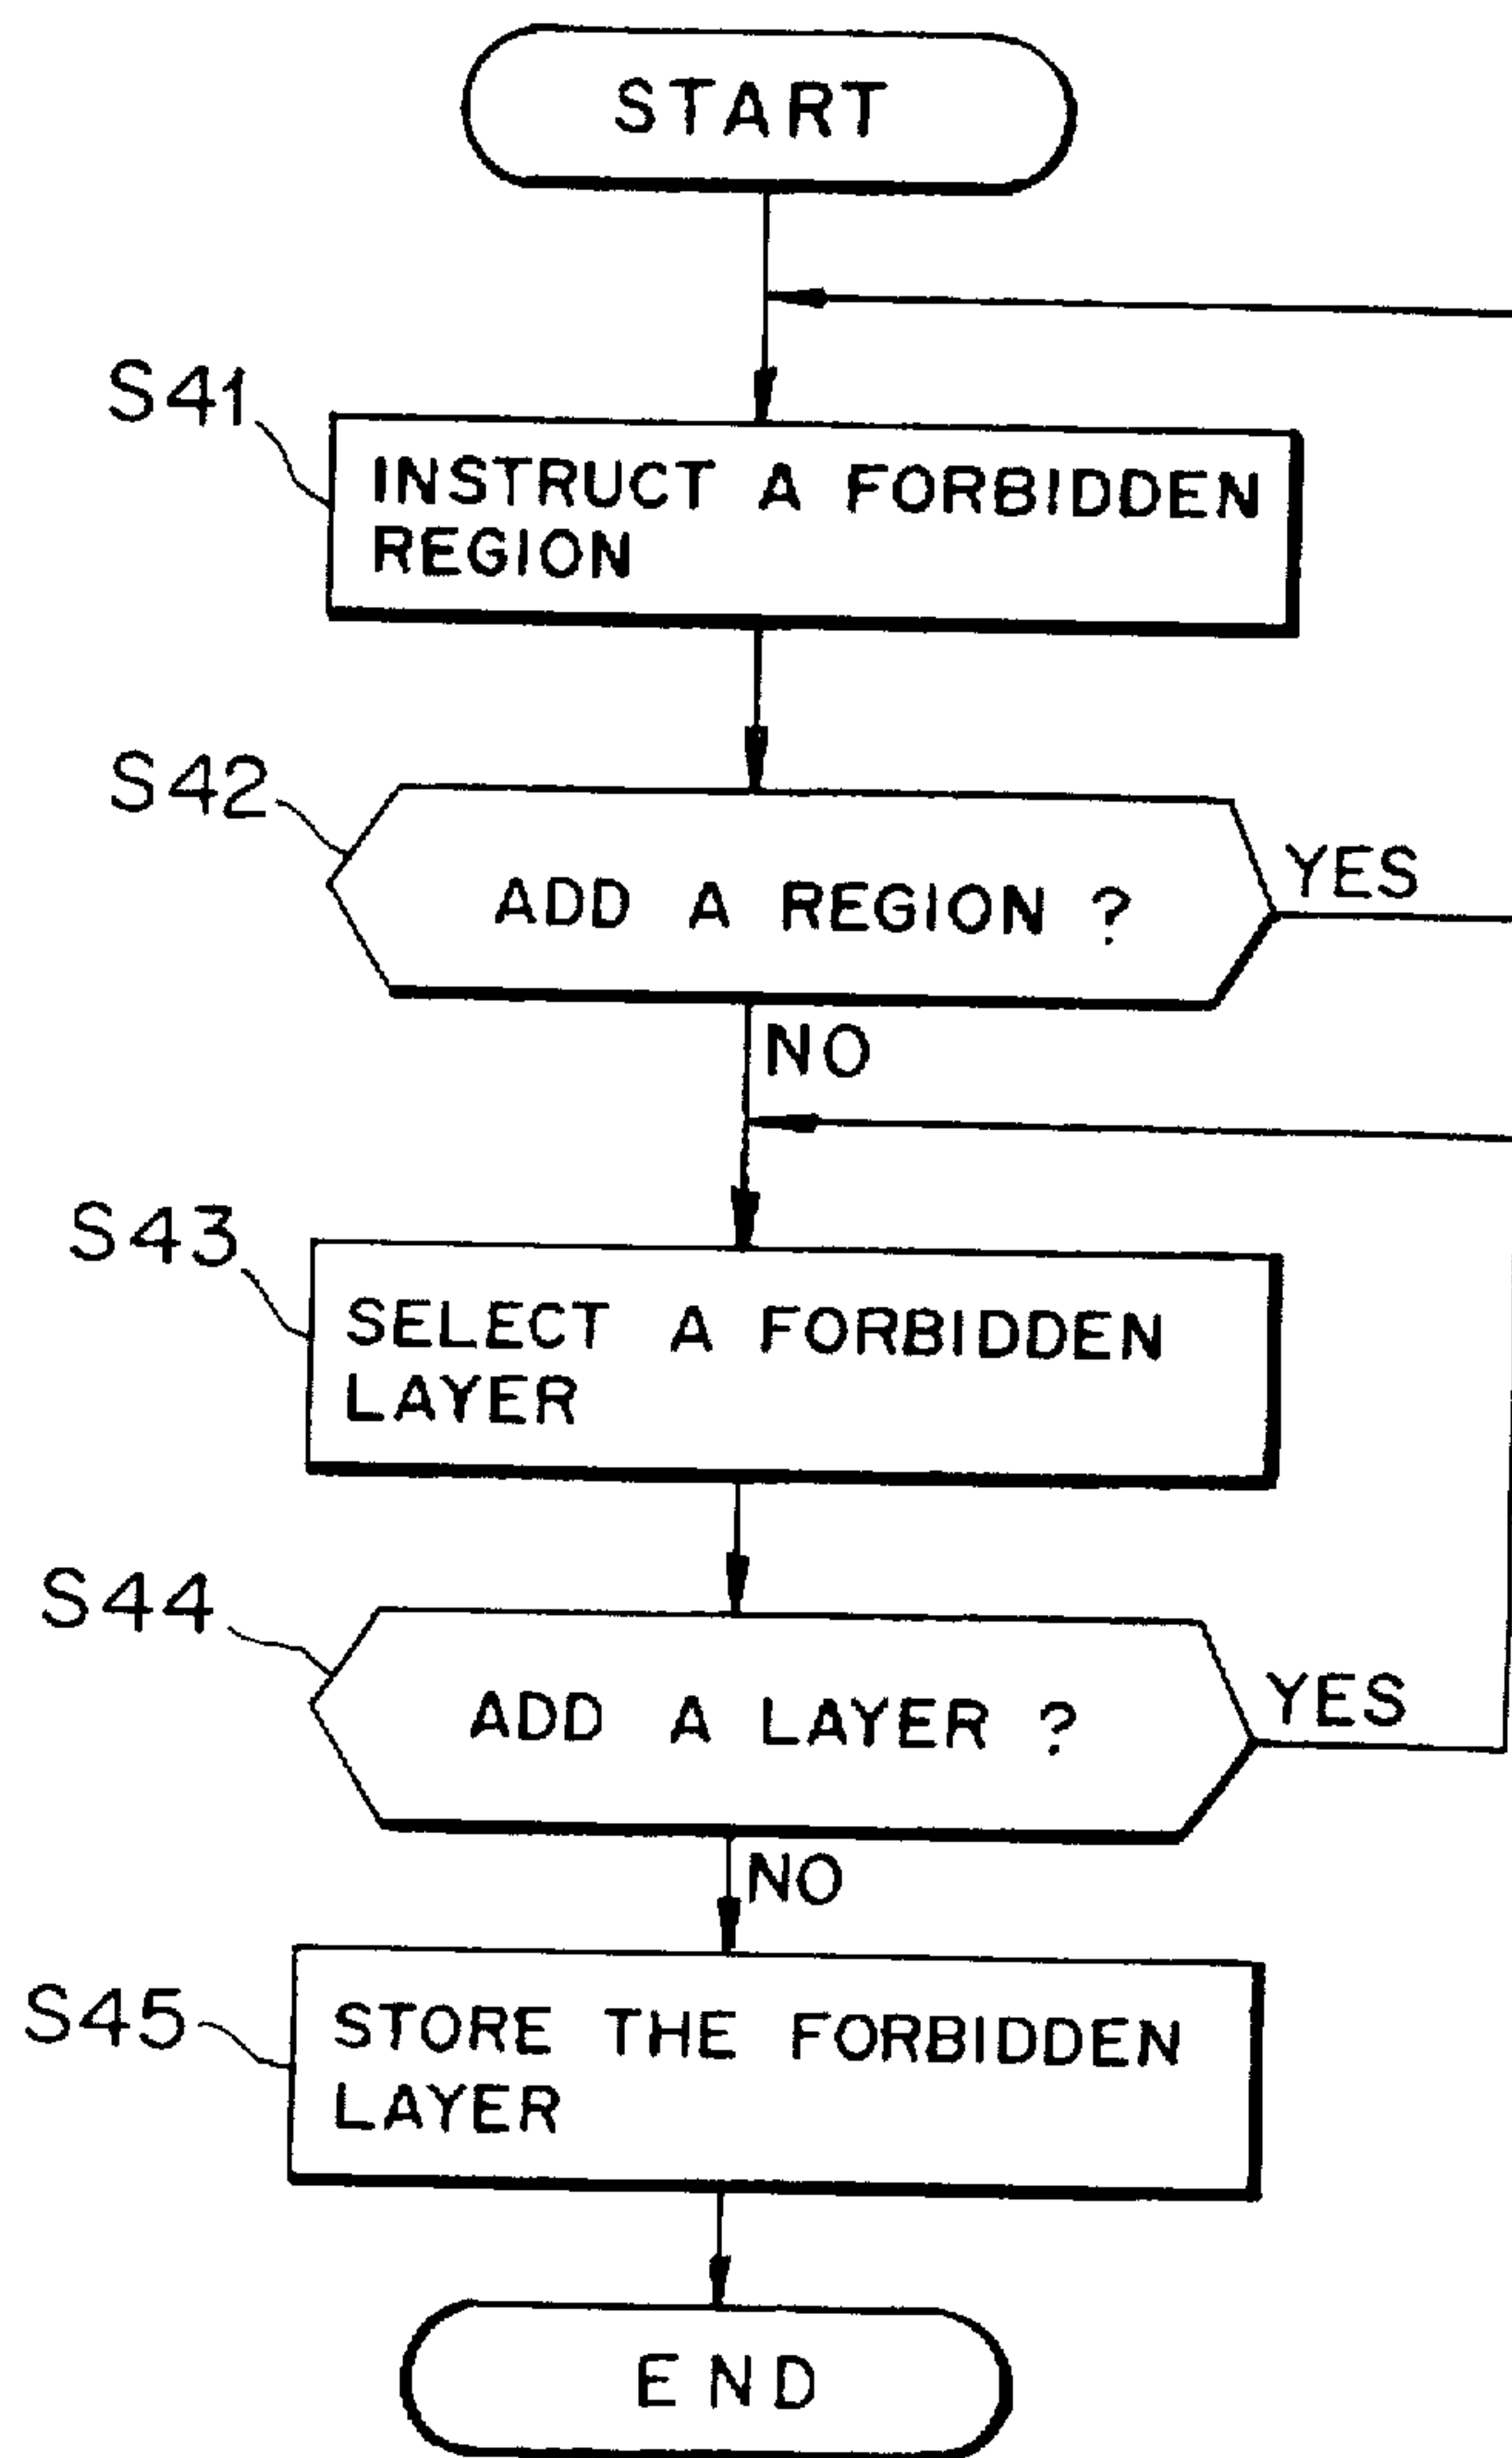 START
S41
INSTRUCT A FORBIDDEN
REGION
S42
ADD A REGION ?
YES
NO
S43
SELECT A FORBIDDEN
LAYER
S44
ADD A LAYER ?
YES
NO
S45
STORE THE FORBIDDEN
LAYER
END